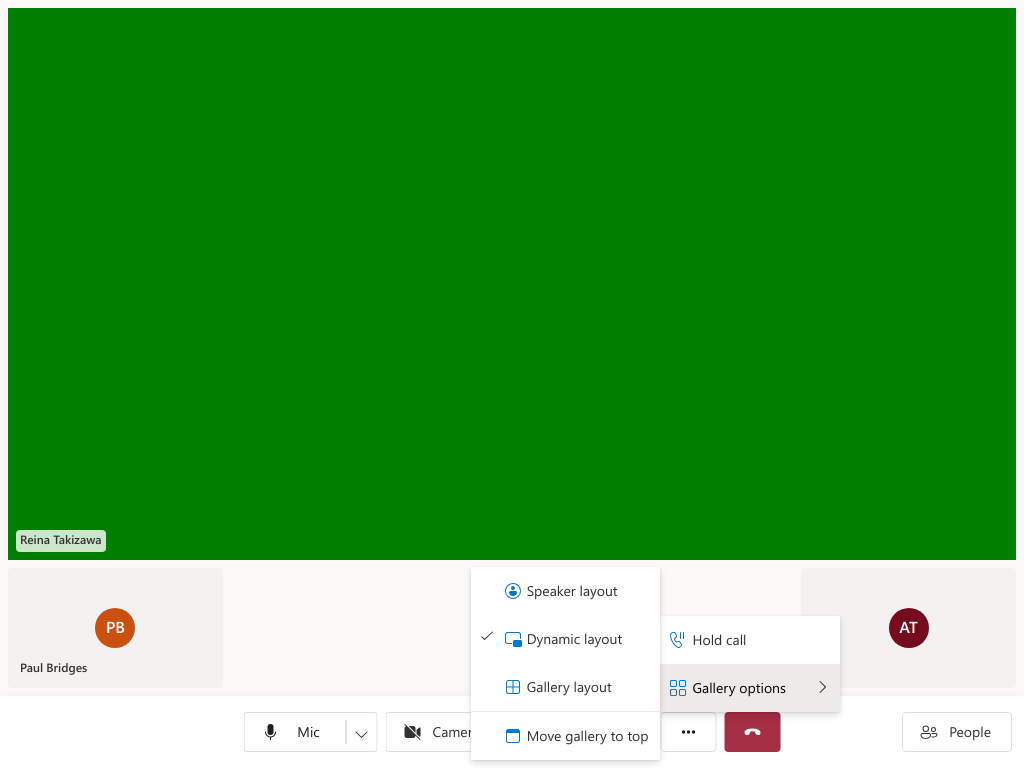 Reina Takizawa
PB
Paul Bridges
AT
Speaker layout
Dynamic layout
Gallery layout
Move gallery to top
Hold call
Gallery options
Mic
People